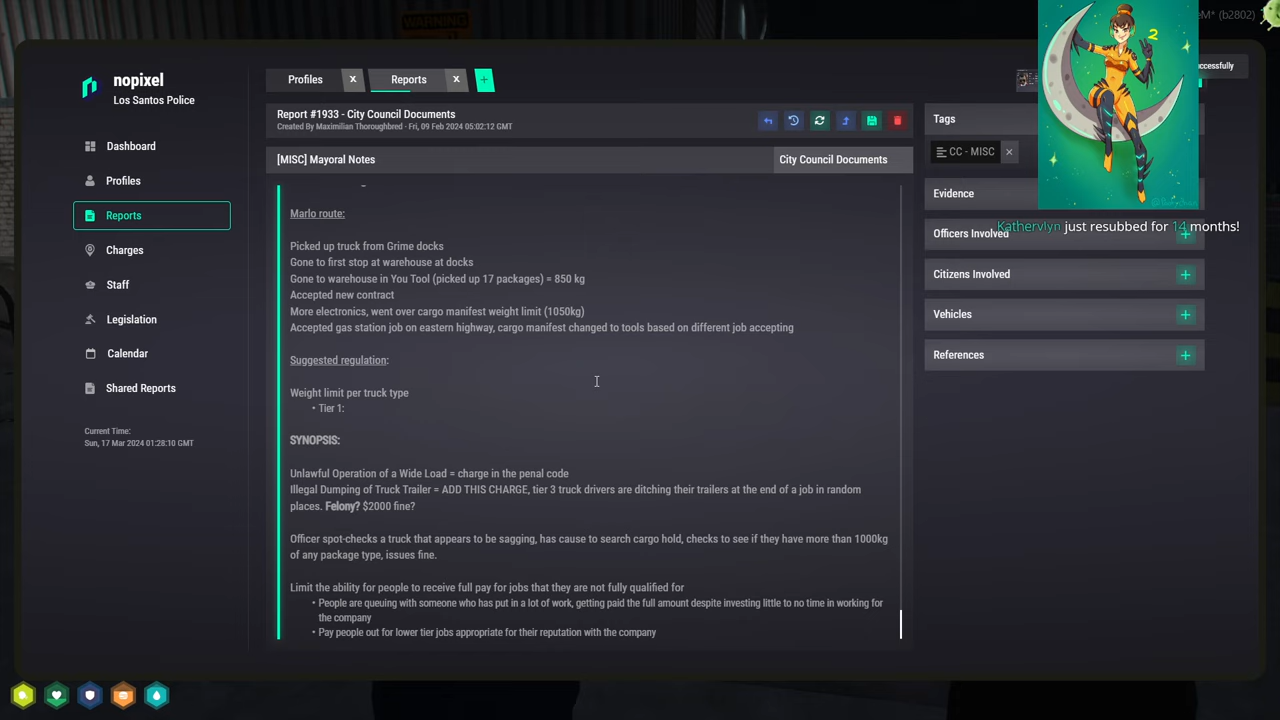 WARNING
eM* (b2802)
nopixel
Los Santos Police
Dashboard
Profiles
Reports
Charges
Staff
Legislation
Calendar
Shared Reports
Current Time:
Sun, 17 Mar 2024 01:28:10 GMT
Profiles x Reports x +
Report #1933 - City Council Documents
Created By Maximilian Thoroughbred - Fri, 09 Feb 2024 05:02:12 GMT
[MISC] Mayoral Notes City Council Documents
Marlo route:
Picked up truck from Grime docks
Gone to first stop at warehouse at docks
Gone to warehouse in You Tool (picked up 17 packages) = 850 kg
Accepted new contract
More electronics, went over cargo manifest weight limit (1050kg)
Accepted gas station job on eastern highway, cargo manifest changed to tools based on different job accepting
Suggested regulation:
Weight limit per truck type
• Tier 1:
SYNOPSIS:
Unlawful Operation of a Wide Load = charge in the penal code
Illegal Dumping of Truck Trailer = ADD THIS CHARGE, tier 3 truck drivers are ditching their trailers at the end of a job in random
places. Felony? $2000 fine?
Officer spot-checks a truck that appears to be sagging, has cause to search cargo hold, checks to see if they have more than 1000kg
of any package type, issues fine.
Limit the ability for people to receive full pay for jobs that they are not fully qualified for
• People are queuing with someone who has put in a lot of work, getting paid the full amount despite investing little to no time in working for
the company
• Pay people out for lower tier jobs appropriate for their reputation with the company
Tags
CC - MISC x
Evidence
Officers Involved +
Citizens Involved +
Vehicles +
References +
2
Kathervlyn just resubbed for 14 months!